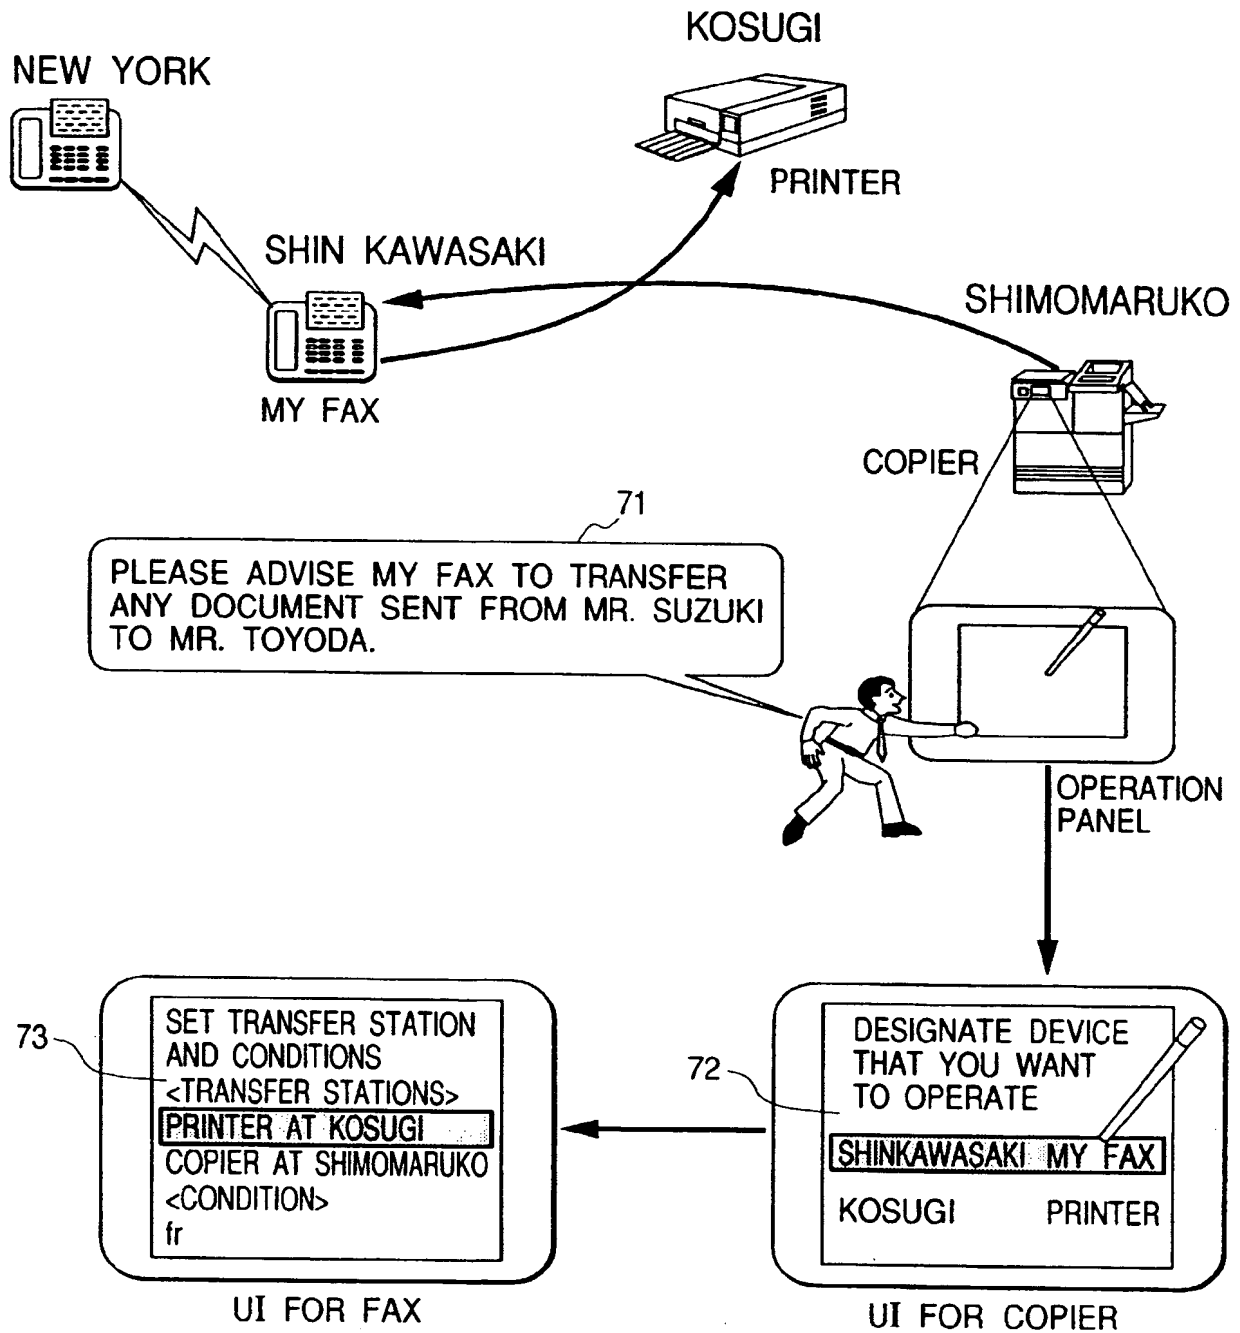 KOSUGI
NEW YORK
PRINTER
SHIN KAWASAKI
SHIMOMARUKO
MY FAX
COPIER
71
PLEASE ADVISE MY FAX TO TRANSFER
ANY DOCUMENT SENT FROM MR. SUZUKI
TO MR. TOYODA.
OPERATION
PANEL
73
SET TRANSFER STATION
AND CONDITIONS
<TRANSFER STATIONS>
PRINTER AT KOSUGI
COPIER AT SHIMOMARUKO
<CONDITION>
fr
UI FOR FAX
72
DESIGNATE DEVICE
THAT YOU WANT
TO OPERATE
SHINKAWASAKI MY FAX
KOSUGI PRINTER
UI FOR COPIER